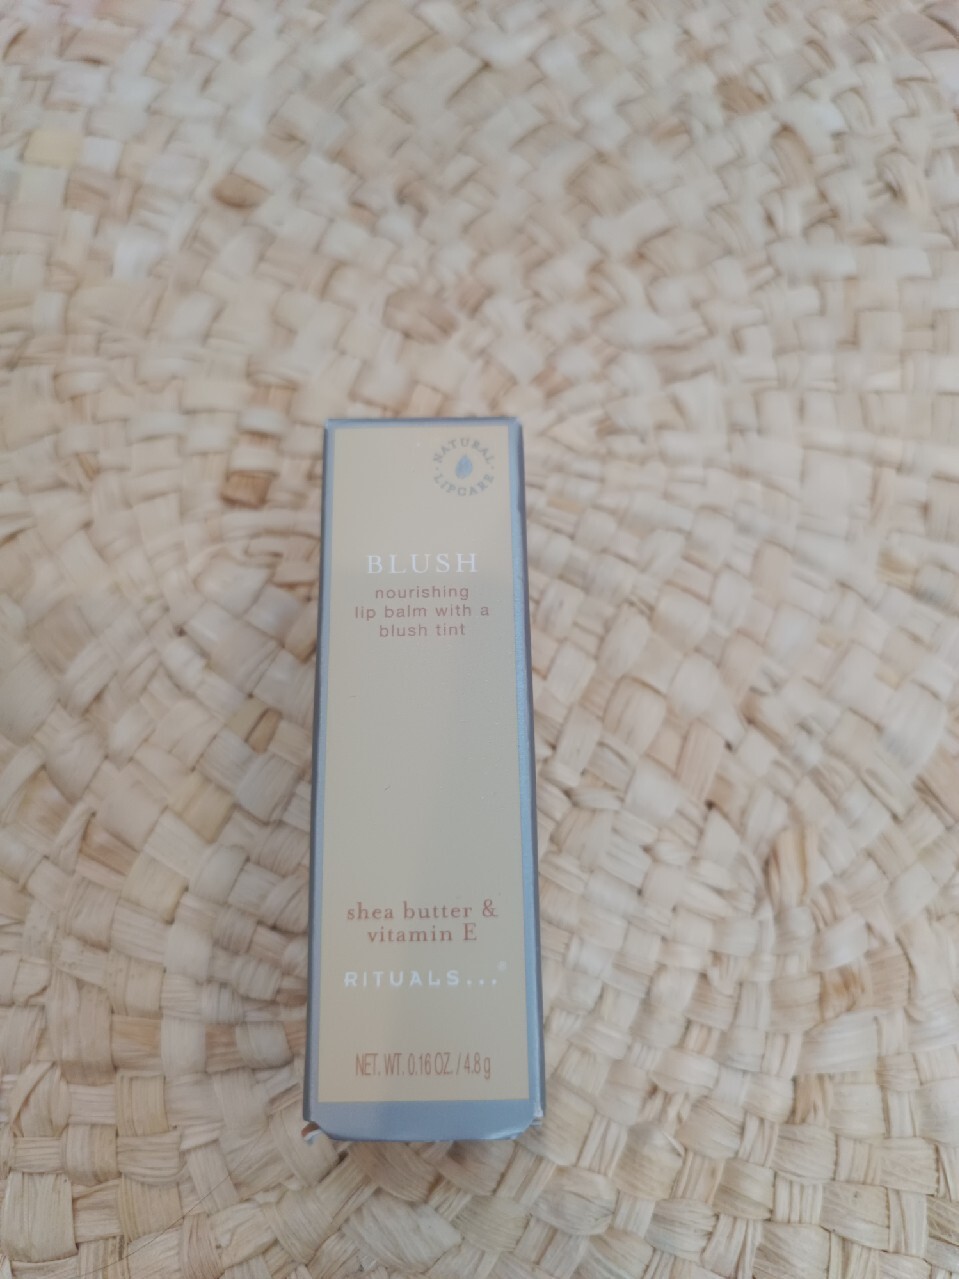 · NATURAL ·
LIPCARE
BLUSH
nourishing
lip balm with a
blush tint
shea butter &
vitamin E
RITUALS...®
NET. WT. 0.16 OZ. / 4.8 g